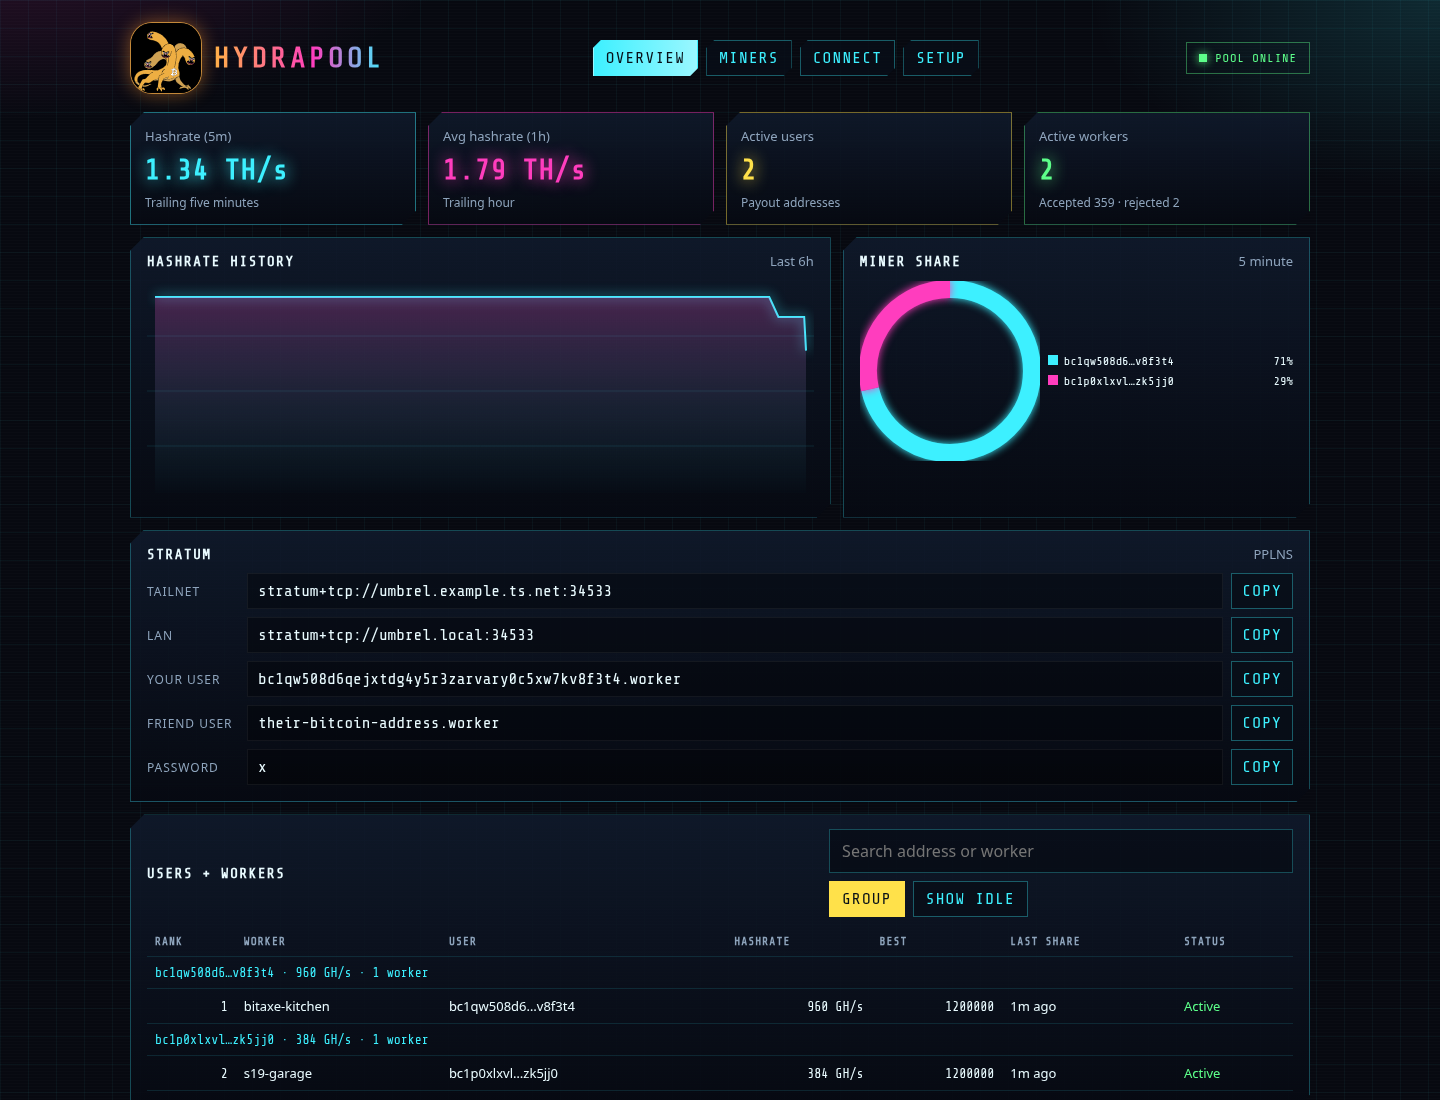 HYDRAPOOL
OVERVIEW
MINERS
CONNECT
SETUP
POOL ONLINE
Hashrate (5m)
1.34 TH/s
Trailing five minutes
Avg hashrate (1h)
1.79 TH/s
Trailing hour
Active users
2
Payout addresses
Active workers
2
Accepted 359 · rejected 2
HASHRATE HISTORY
Last 6h
MINER SHARE
5 minute
bc1qw508d6…v8f3t4 71%
bc1p0xlxvl…zk5jj0 29%
STRATUM
PPLNS
TAILNET stratum+tcp://umbrel.example.ts.net:34533 COPY
LAN stratum+tcp://umbrel.local:34533 COPY
YOUR USER bc1qw508d6qejxtdg4y5r3zarvary0c5xw7kv8f3t4.worker COPY
FRIEND USER their-bitcoin-address.worker COPY
PASSWORD x COPY
USERS + WORKERS
Search address or worker
GROUP SHOW IDLE
RANK WORKER USER HASHRATE BEST LAST SHARE STATUS
bc1qw508d6…v8f3t4 · 960 GH/s · 1 worker
1 bitaxe-kitchen bc1qw508d6…v8f3t4 960 GH/s 1200000 1m ago Active
bc1p0xlxvl…zk5jj0 · 384 GH/s · 1 worker
2 s19-garage bc1p0xlxvl…zk5jj0 384 GH/s 1200000 1m ago Active